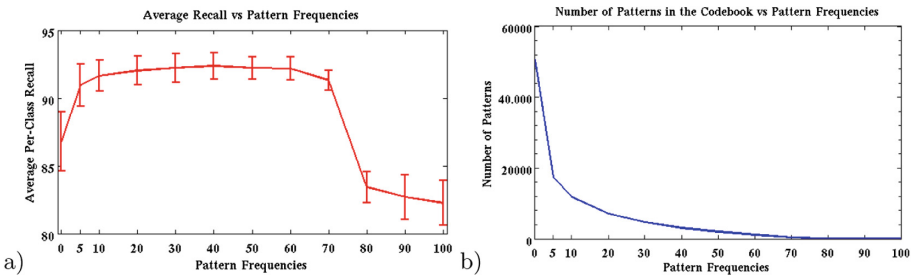 Average Recall vs Pattern Frequencies
95
90
85
80
Average Per-Class Recall
0 5 10 20 30 40 50 60 70 80 90 100
Pattern Frequencies
a)
Number of Patterns in the Codebook vs Pattern Frequencies
60000
40.000
20000
0
Number of Patterns
0 5 10 20 30 40 50 60 70 80 90 100
Pattern Frequencies
b)